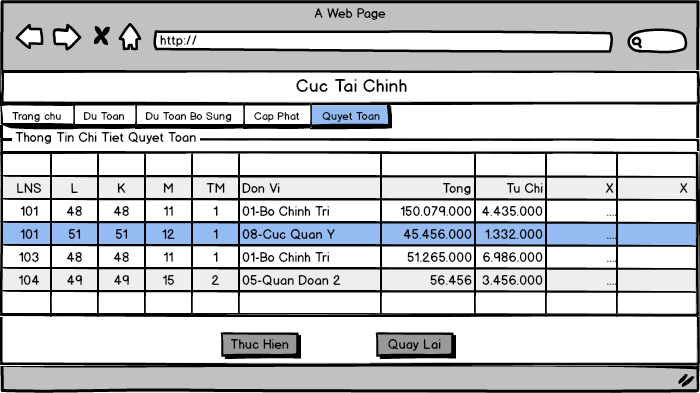 A Web Page
http://
Cuc Tai Chinh
Trang chu Du Toan Du Toan Bo Sung Cap Phat Quyet Toan
Thong Tin Chi Tiet Quyet Toan
LNS L K M TM Don Vi Tong Tu Chi X X
101 48 48 11 1 01-Bo Chinh Tri 150.079.000 4.435.000 ....
101 51 51 12 1 08-Cuc Quan Y 45.456.000 1.332.000 ....
103 48 48 11 1 01-Bo Chinh Tri 51.265.000 6.986.000 ....
104 49 49 15 2 05-Quan Doan 2 56.456 3.456.000 ....
Thuc Hien Quay Lai